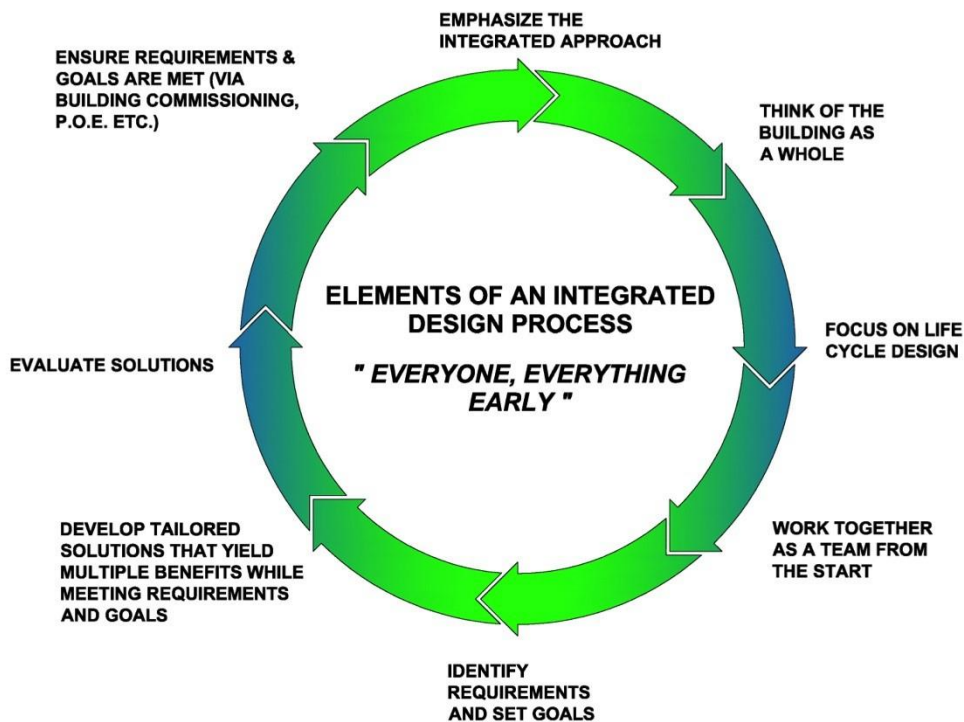 EMPHASIZE THE
INTEGRATED APPROACH
THINK OF THE
BUILDING AS
A WHOLE
FOCUS ON LIFE
CYCLE DESIGN
WORK TOGETHER
AS A TEAM FROM
THE START
IDENTIFY
REQUIREMENTS
AND SET GOALS
DEVELOP TAILORED
SOLUTIONS THAT YIELD
MULTIPLE BENEFITS WHILE
MEETING REQUIREMENTS
AND GOALS
EVALUATE SOLUTIONS
ENSURE REQUIREMENTS &
GOALS ARE MET (VIA
BUILDING COMMISSIONING,
P.O.E. ETC.)
ELEMENTS OF AN INTEGRATED
DESIGN PROCESS
" EVERYONE, EVERYTHING
EARLY "